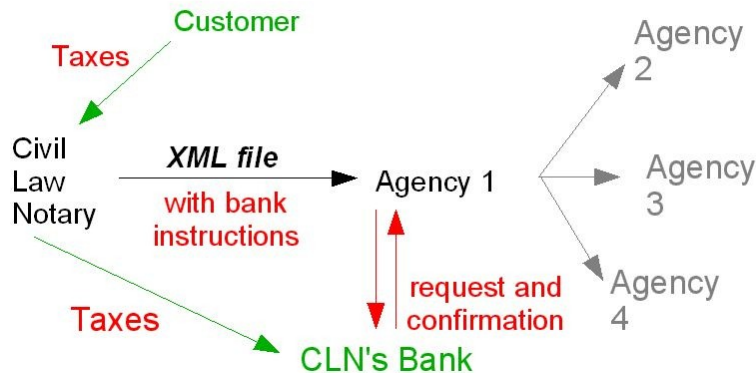 Customer
Taxes
Agency
2
Civil
Law
Notary
XML file
with bank
instructions
Agency 1
Agency
3
request and
confirmation
Agency
4
Taxes
CLN's Bank